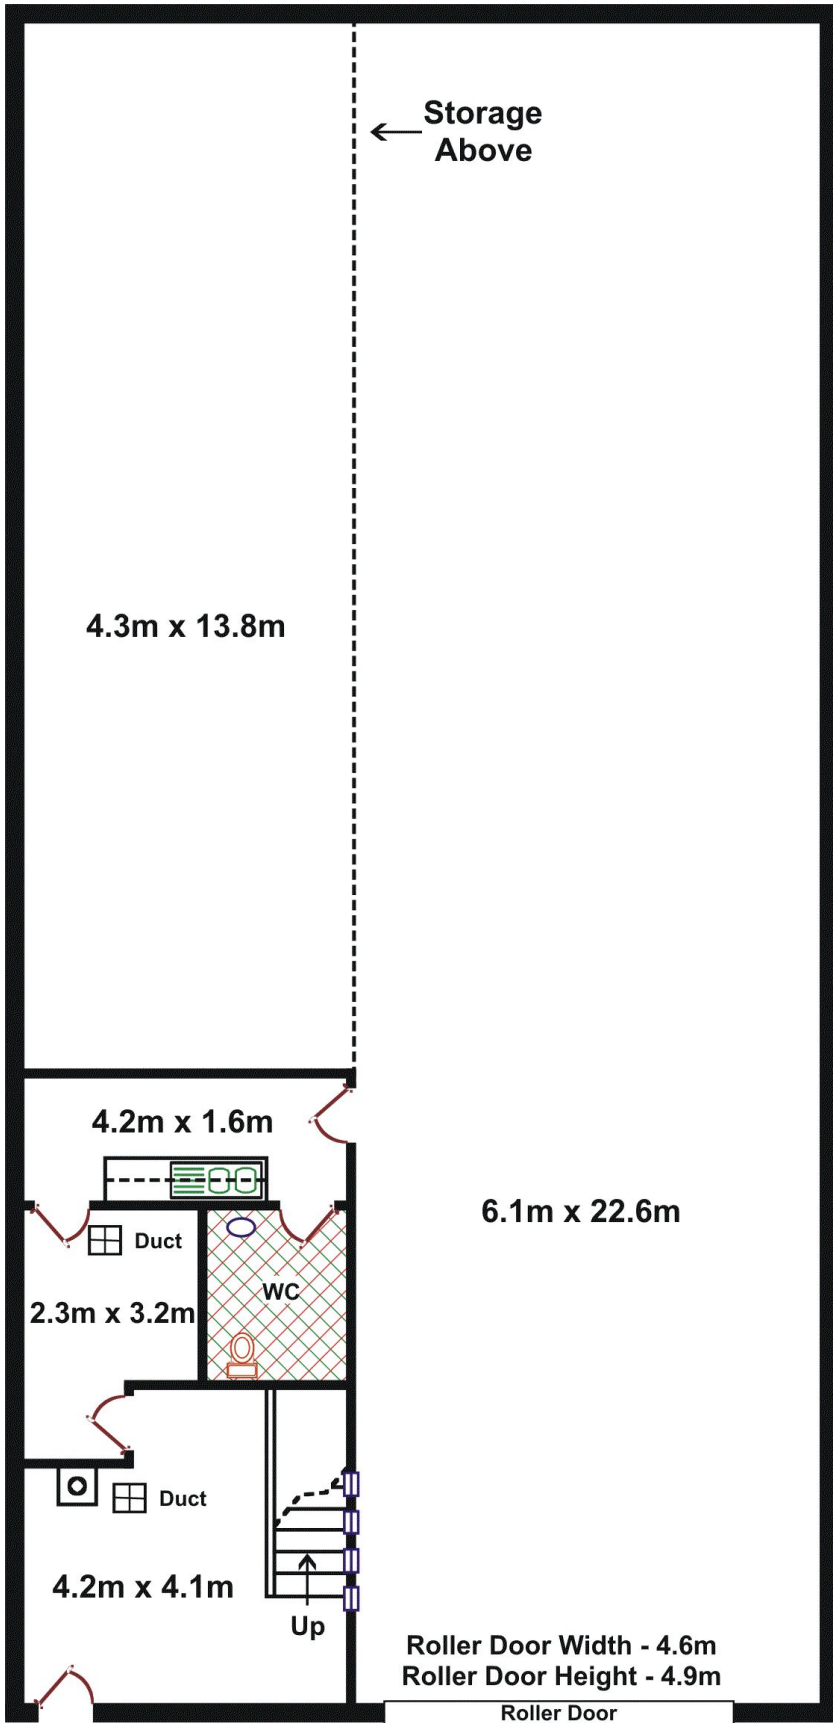 Storage
Above
4.3m x 13.8m
4.2m x 1.6m
6.1m x 22.6m
Duct
WC
2.3m x 3.2m
Duct
4.2m x 4.1m
Up
Roller Door Width - 4.6m
Roller Door Height - 4.9m
Roller Door